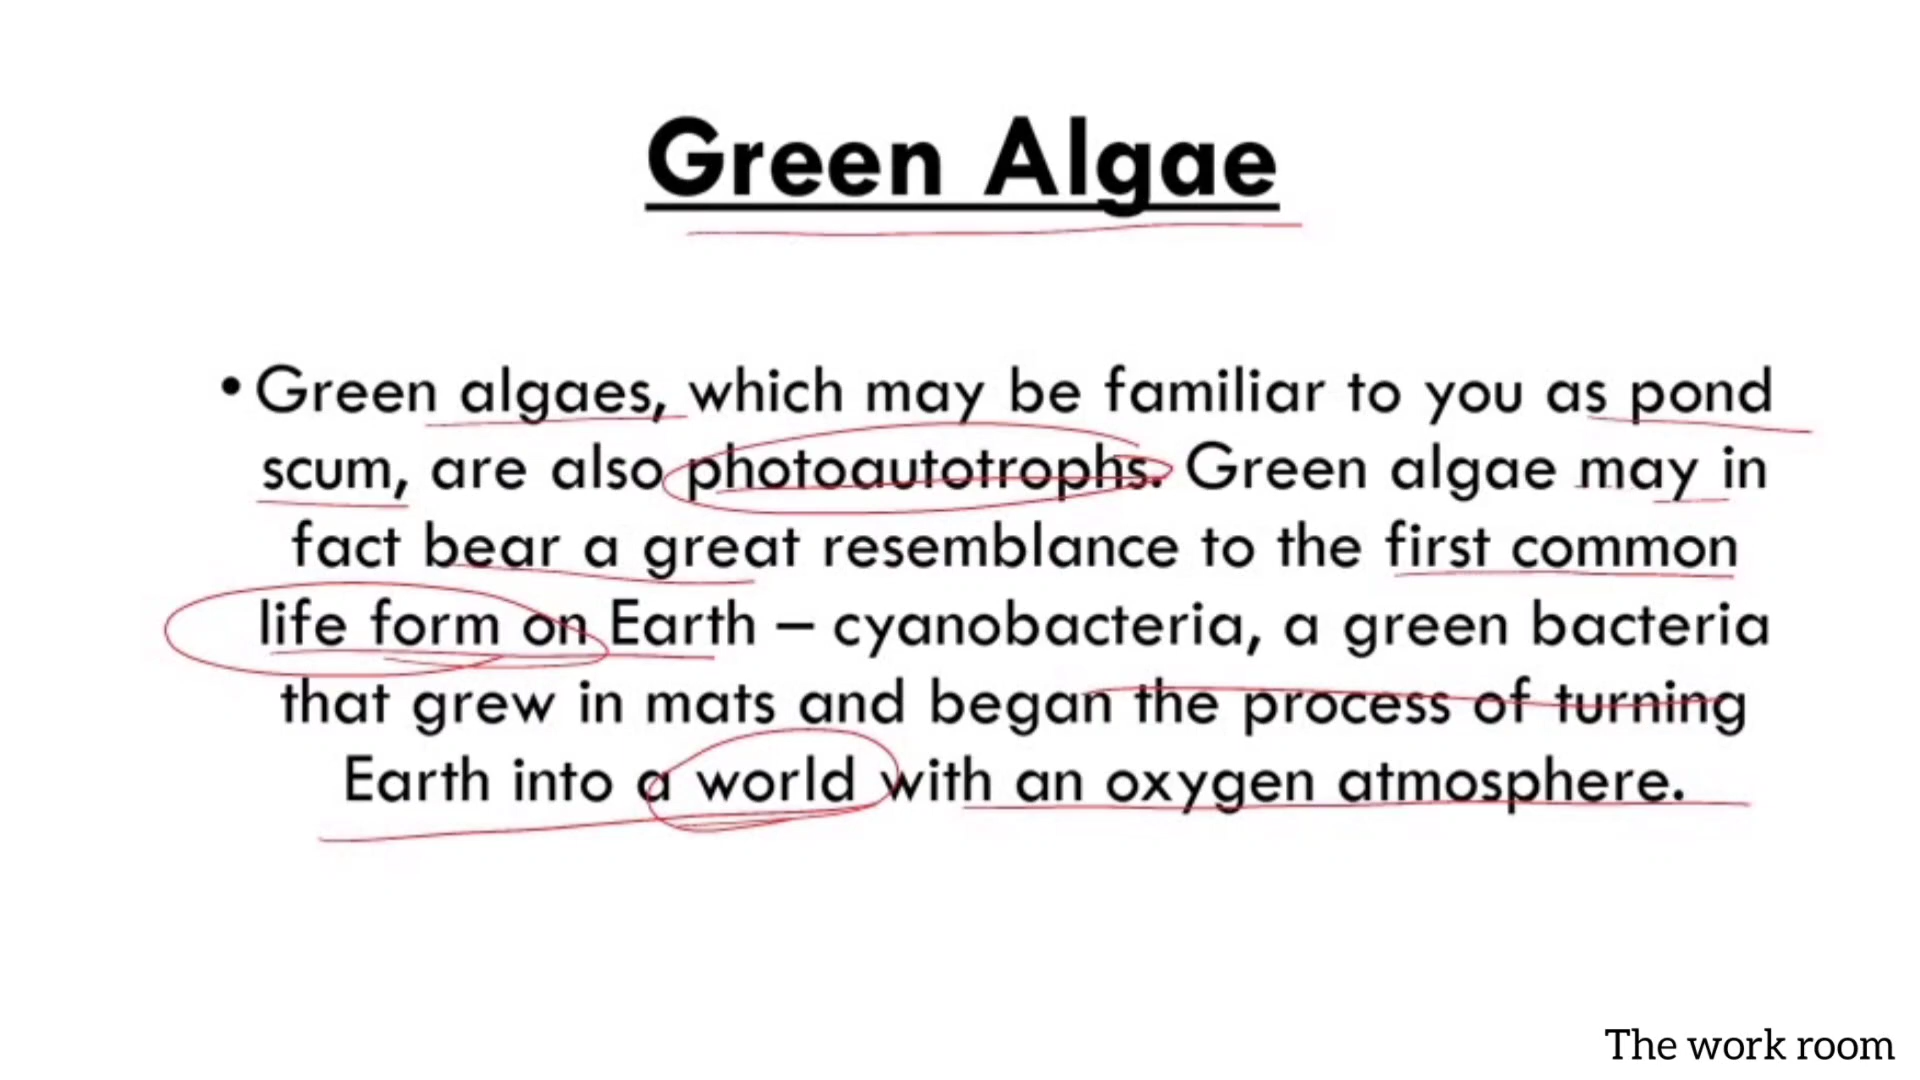 Green Algae
• Green algaes, which may be familiar to you as pond
scum, are also photoautotrophs. Green algae may in
fact bear a great resemblance to the first common
life form on Earth – cyanobacteria, a green bacteria
that grew in mats and began the process of turning
Earth into a world with an oxygen atmosphere.
The work room